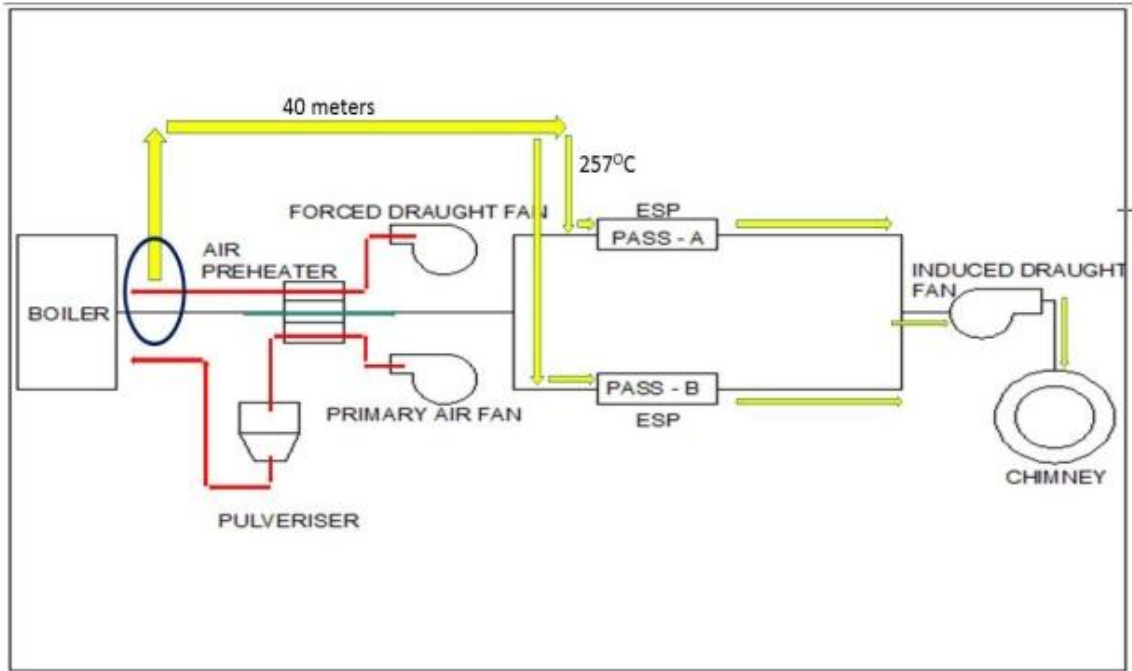 40 meters
257⁰C
FORCED DRAUGHT FAN
ESP
PASS - A
AIR
PREHEATER
INDUCED DRAUGHT
FAN
BOILER
PASS - B
ESP
PRIMARY AIR FAN
CHIMNEY
PULVERISER